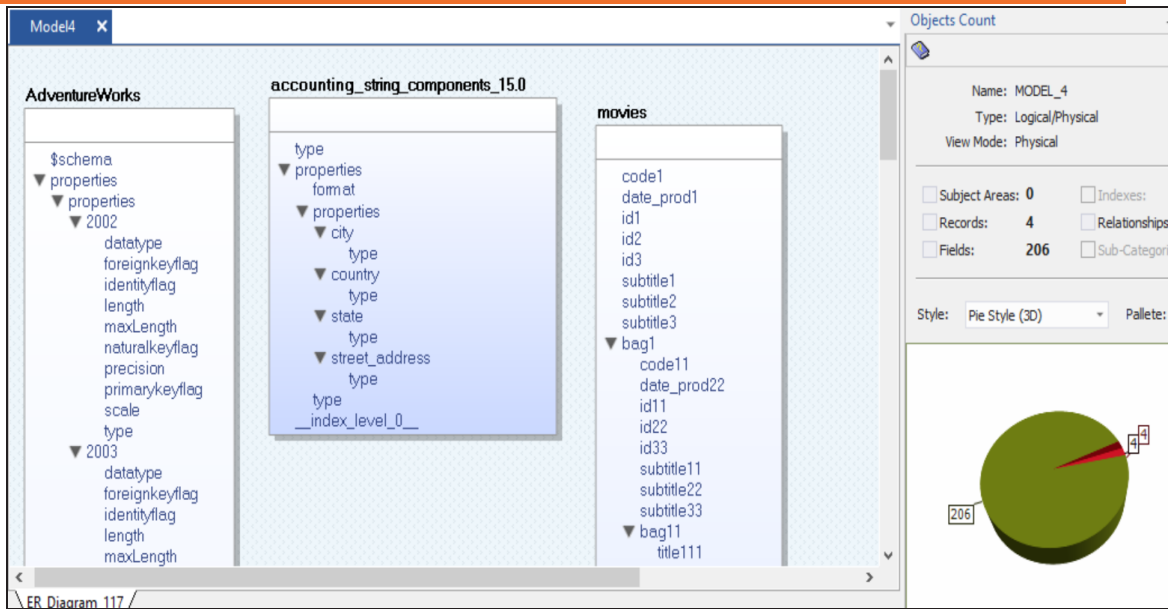 Model4
AdventureWorks
$schema
properties
properties
2002
datatype
foreignkeyflag
identityflag
length
maxLength
naturalkeyflag
precision
primarykeyflag
scale
type
2003
datatype
foreignkeyflag
identityflag
length
maxLength
accounting_string_components_15.0
type
properties
format
properties
city
type
country
type
state
type
street_address
type
type
__index_level_0__
movies
code1
date_prod1
id1
id2
id3
subtitle1
subtitle2
subtitle3
bag1
code11
date_prod22
id11
id22
id33
subtitle11
subtitle22
subtitle33
bag11
title111
ER_Diagram_117
Objects Count
Name: MODEL_4
Type: Logical/Physical
View Mode: Physical
Subject Areas: 0 Indexes:
Records: 4 Relationships
Fields: 206 Sub-Categori
Style: Pie Style (3D) Pallete:
4 4
206